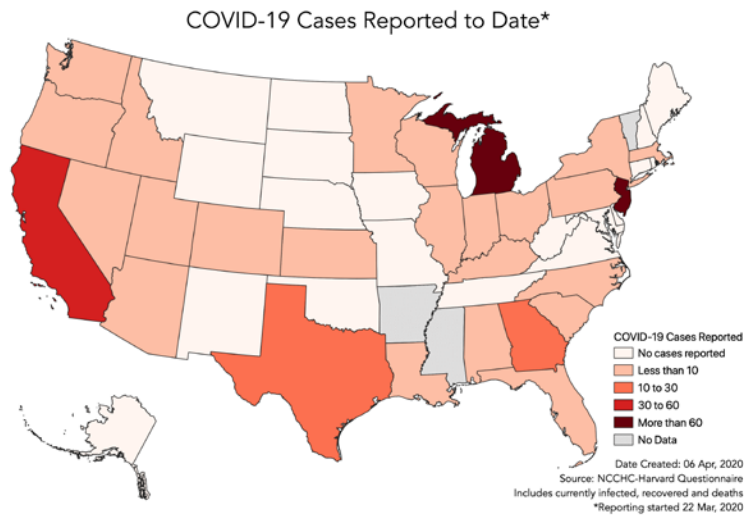 COVID-19 Cases Reported to Date*
COVID-19 Cases Reported
No cases reported
Less than 10
10 to 30
30 to 60
More than 60
No Data
Date Created: 06 Apr, 2020
Source: NCCHC-Harvard Questionnaire
Includes currently infected, recovered and deaths
*Reporting started 22 Mar, 2020